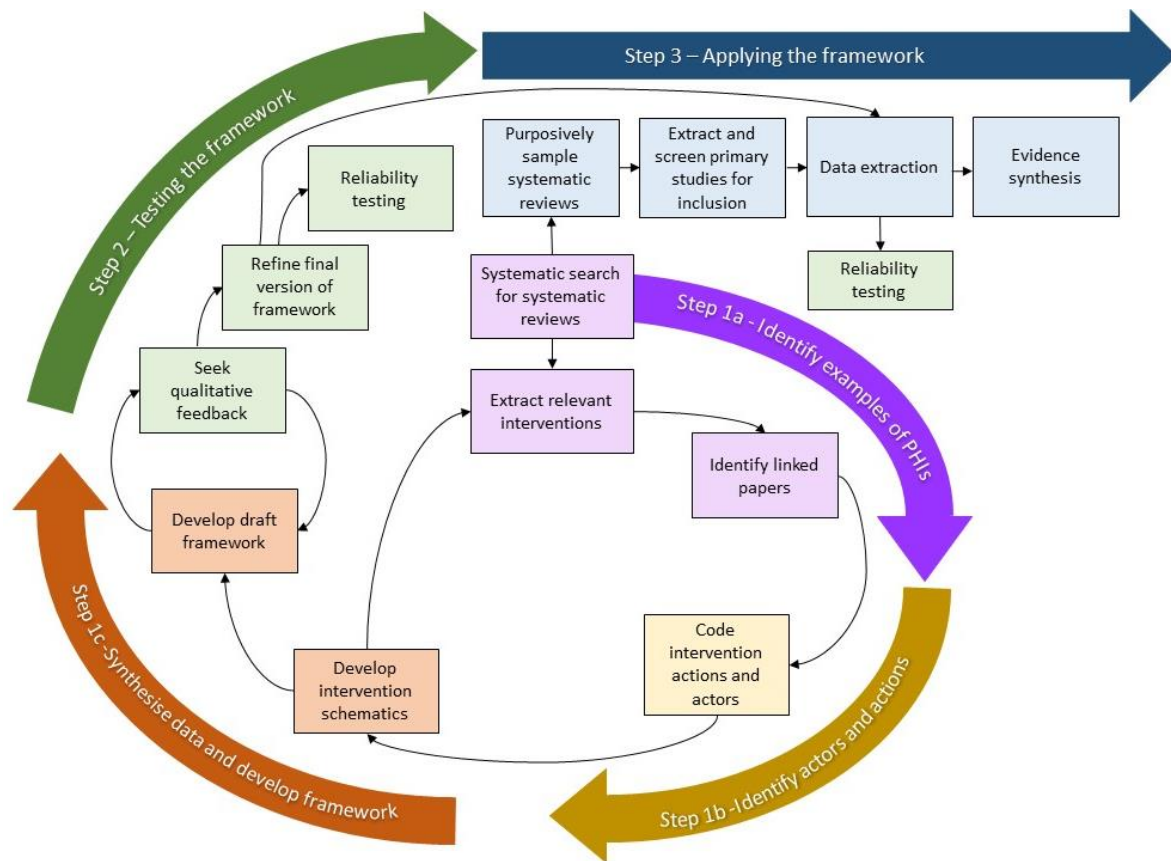 Step 3 – Applying the framework
Step 2 – Testing the framework
Purposively
sample
systematic
reviews
Extract and
screen primary
studies for
inclusion
Data extraction
Evidence
synthesis
Reliability
testing
Refine final
version of
framework
Systematic search
for systematic
reviews
Reliability
testing
Step 1a - Identify examples of PHIs
Seek
qualitative
feedback
Extract relevant
interventions
Identify linked
papers
Develop draft
framework
Code
intervention
actions and
actors
Develop
intervention
schematics
Step 1c -Synthesise data and develop framework
Step 1b -Identify actors and actions